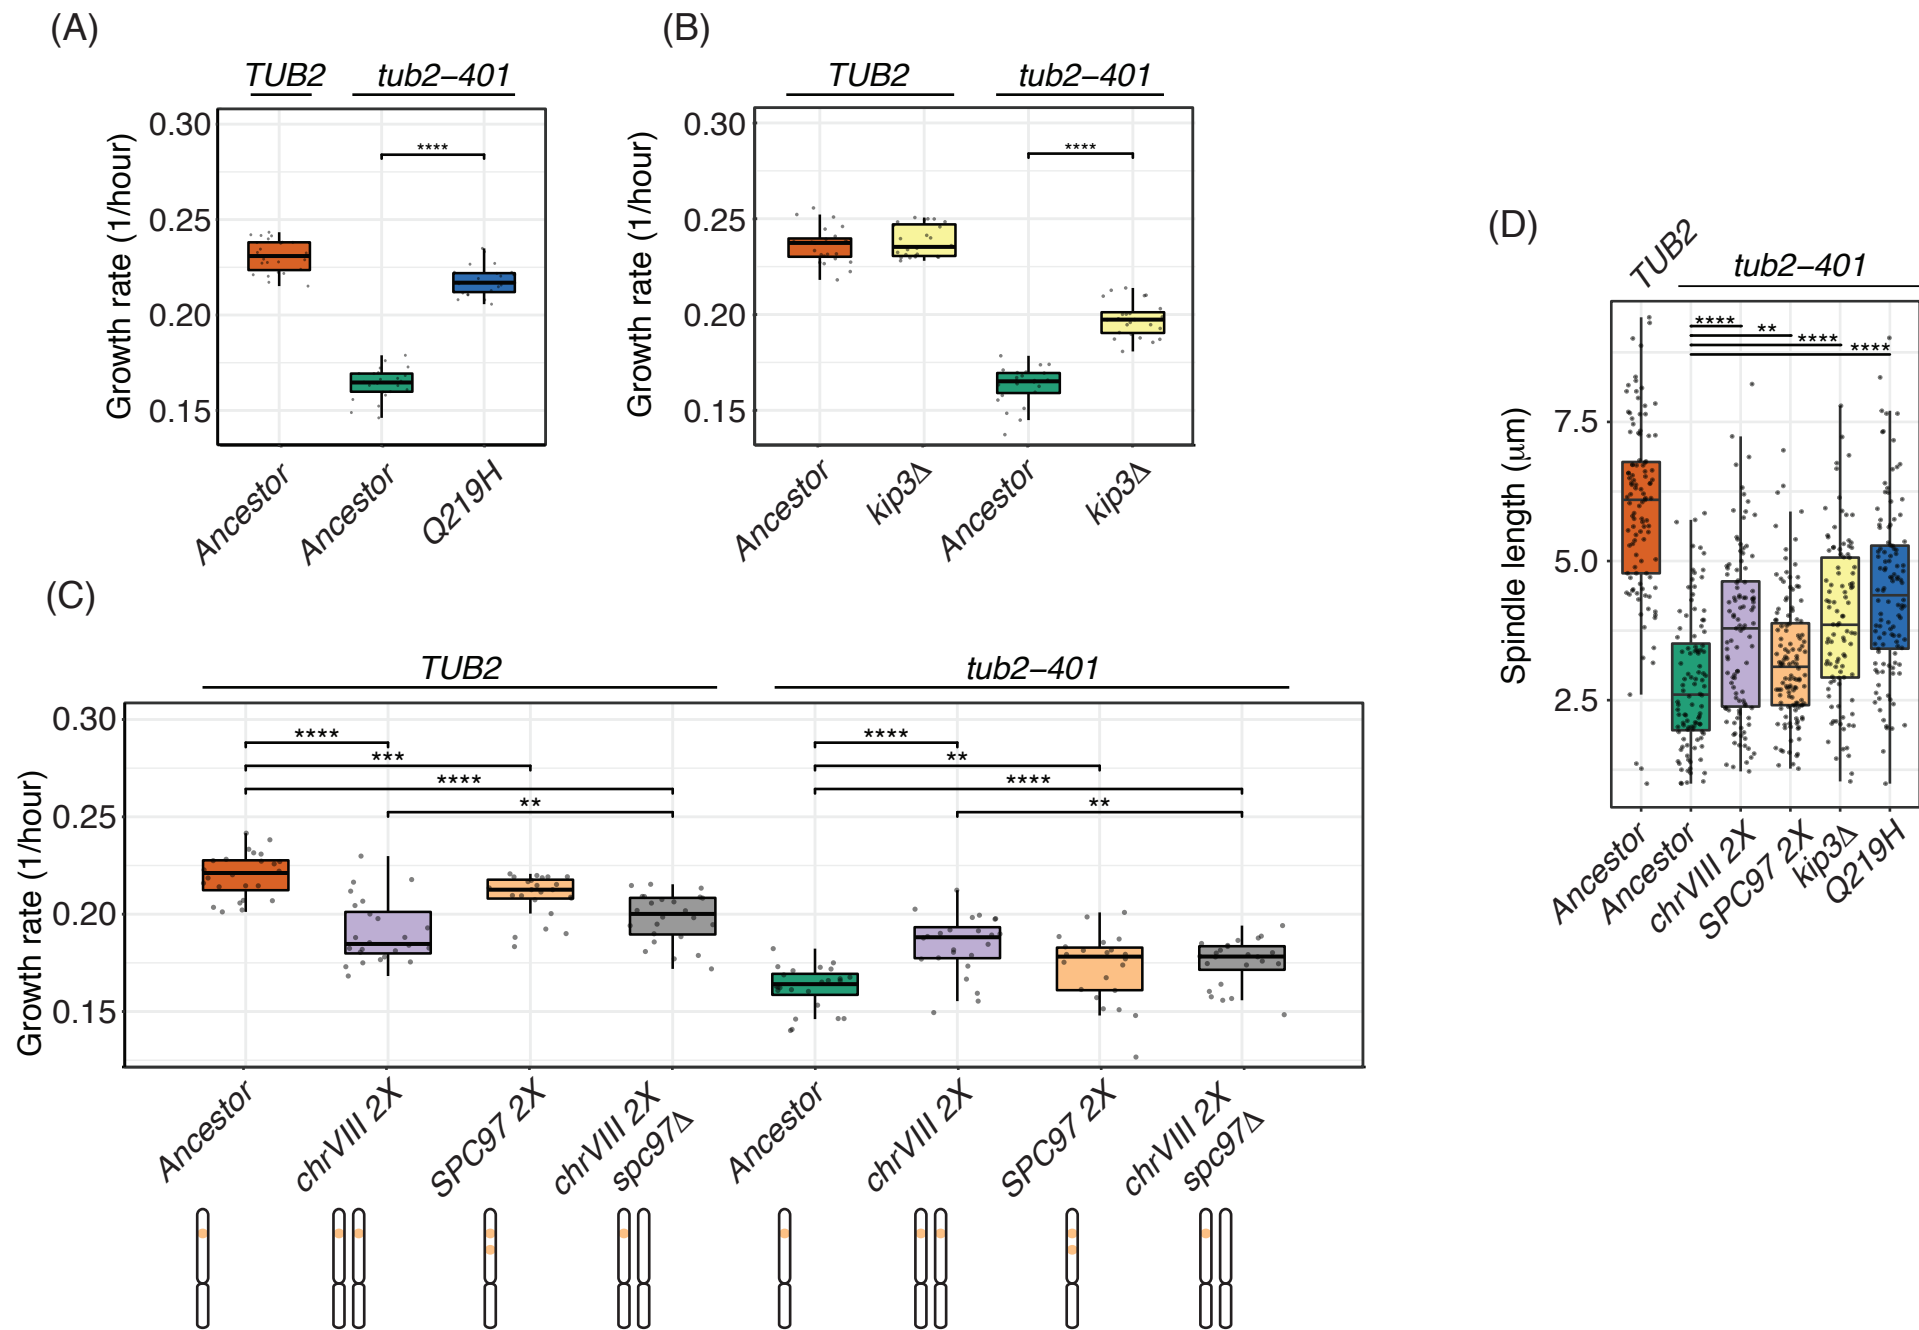 (A)
TUB2 tub2-401
Growth rate (1/hour)
0.30
0.25
0.20
0.15
****
Ancestor Ancestor Q219H
(B)
TUB2 tub2-401
Growth rate (1/hour)
0.30
0.25
0.20
0.15
****
Ancestor kip3Δ Ancestor kip3Δ
(C)
TUB2 tub2-401
Growth rate (1/hour)
0.30
0.25
0.20
0.15
**** ****
*** **
**** ****
** **
Ancestor chrVIII 2X SPC97 2X chrVIII 2X spc97Δ Ancestor chrVIII 2X SPC97 2X chrVIII 2X spc97Δ
(D)
TUB2 tub2-401
Spindle length (μm)
7.5
5.0
2.5
****
**
****
****
Ancestor Ancestor chrVIII 2X SPC97 2X kip3Δ Q219H